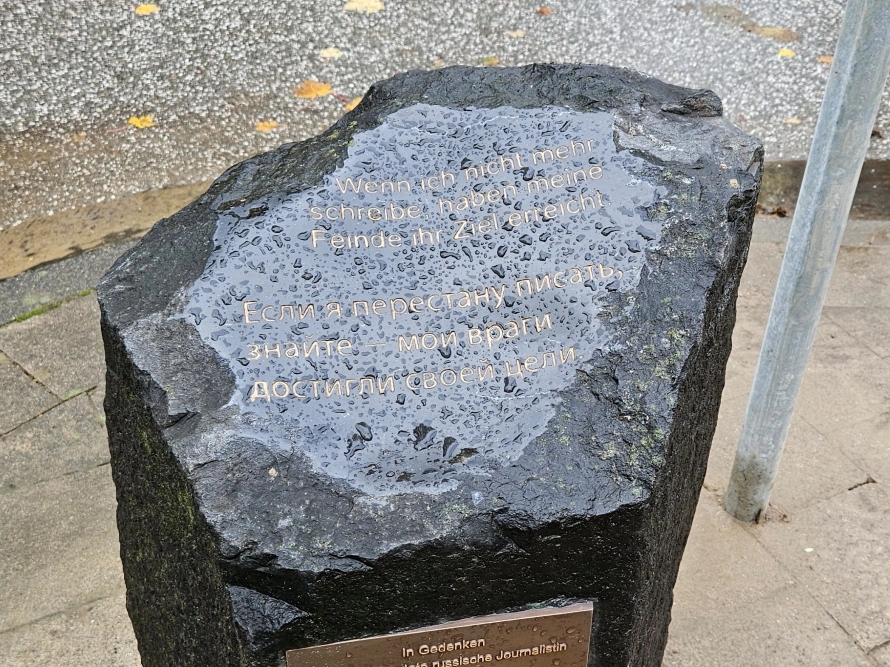 Wenn ich nicht mehr
schreibe, haben meine
Feinde ihr Ziel erreicht.
Если я перестану писать,
знайте – мои враги
достигли своей цели.
In Gedenken
russische Journalistin